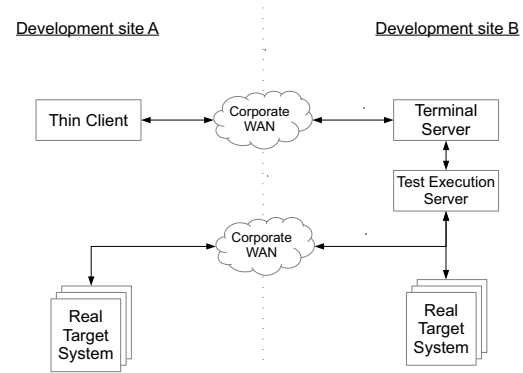 Development site A
Development site B
Thin Client
Corporate
WAN
Terminal
Server
Test Execution
Server
Corporate
WAN
Real
Target
System
Real
Target
System